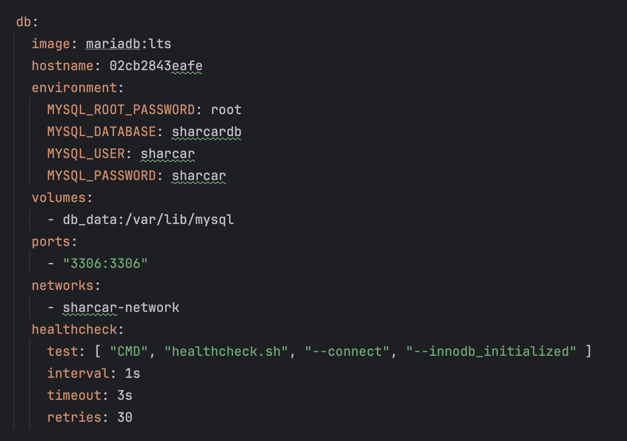 db:
  image: mariadb:lts
  hostname: 02cb2843eafe
  environment:
    MYSQL_ROOT_PASSWORD: root
    MYSQL_DATABASE: sharcardb
    MYSQL_USER: sharcar
    MYSQL_PASSWORD: sharcar
  volumes:
    - db_data:/var/lib/mysql
  ports:
    - "3306:3306"
  networks:
    - sharcar-network
  healthcheck:
    test: [ "CMD", "healthcheck.sh", "--connect", "--innodb_initialized" ]
    interval: 1s
    timeout: 3s
    retries: 30